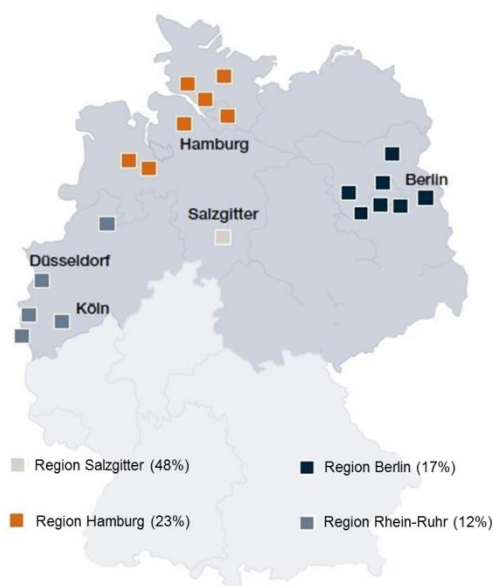 Hamburg
Berlin
Salzgitter
Düsseldorf
Köln
Region Salzgitter (48%)
Region Berlin (17%)
Region Hamburg (23%)
Region Rhein-Ruhr (12%)